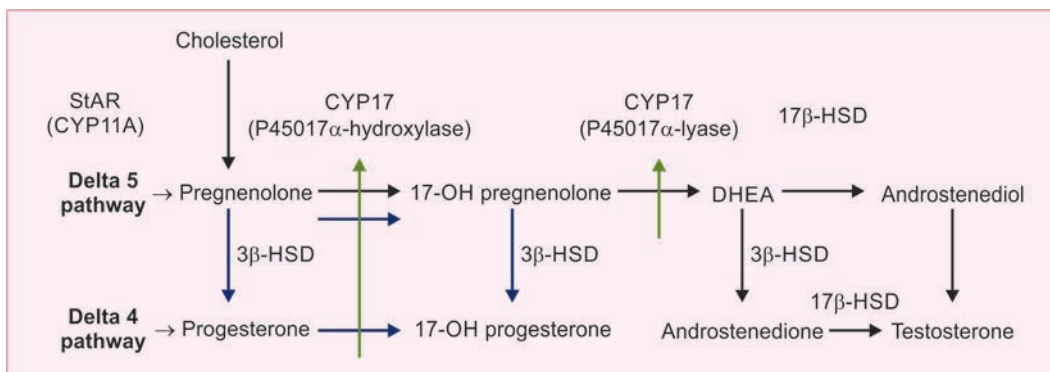 Cholesterol
StAR
(CYP11A)
CYP17
(P45017α-hydroxylase)
CYP17
(P45017α-lyase)
17β-HSD
Delta 5
pathway
→ Pregnenolone
17-OH pregnenolone
DHEA
Androstenediol
3β-HSD
3β-HSD
3β-HSD
17β-HSD
Delta 4
pathway
→ Progesterone
17-OH progesterone
Androstenedione
Testosterone